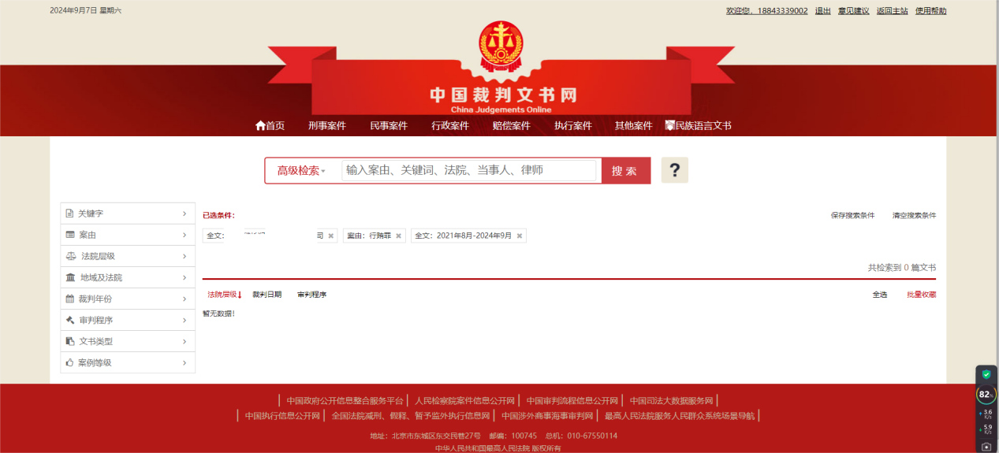 2024年9月7日 星期六
欢迎您，18843339002 退出 意见建议 返回主站 使用帮助
中国裁判文书网
China Judgements Online
首页 刑事案件 民事案件 行政案件 赔偿案件 执行案件 其他案件 民族语言文书
高级检索 输入案由、关键词、法院、当事人、律师 搜索 ?
关键字
案由
法院层级
地域及法院
裁判年份
审判程序
文书类型
案例等级
已选条件： 保存搜索条件 清空搜索条件
全文： 司 × 案由：行贿罪 × 全文：2021年8月-2024年9月 ×
共检索到 0 篇文书
法院层级 裁判日期 审判程序 全选 批量收藏
暂无数据!
中国政府公开信息整合服务平台 | 人民检察院案件信息公开网 | 中国审判流程信息公开网 | 中国司法大数据服务网 |
中国执行信息公开网 | 全国法院减刑、假释、暂予监外执行信息网 | 中国涉外商事海事审判网 | 最高人民法院服务人民群众系统场景导航 |
地址：北京市东城区东交民巷27号 邮编：100745 总机：010-67550114
中华人民共和国最高人民法院 版权所有
82%
3.6
K/s
5.9
K/s